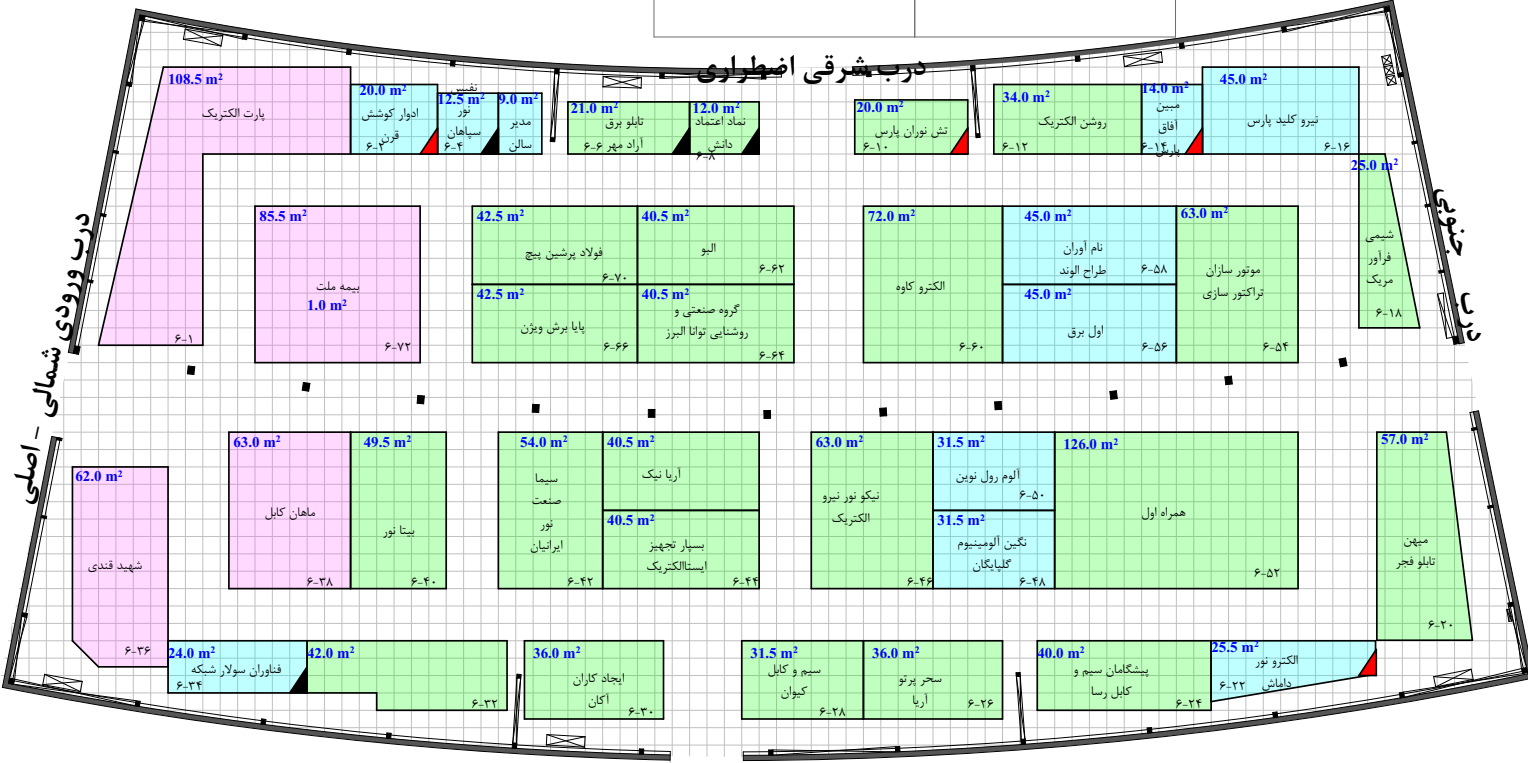 درب شرقی اضطراری
درب ورودی شمالی - اصلی
درب جنوبی
108.5 m²
پارت الکتریک
۶-۱
20.0 m²
ادوار کوشش
قرن
۶-۲
12.5 m²
نفیس
نور
سپاهان
۶-۴
9.0 m²
مدیر
سالن
21.0 m²
تابلو برق
آراد مهر
۶-۶
12.0 m²
نماد اعتماد
دانش
۶-۸
20.0 m²
تش نوران پارس
۶-۱۰
34.0 m²
روشن الکتریک
۶-۱۲
14.0 m²
مبین
آفاق
پارس
۶-۱۴
45.0 m²
نیرو کلید پارس
۶-۱۶
25.0 m²
شیمی
فرآور
مریک
۶-۱۸
85.5 m²
بیمه ملت
1.0 m²
۶-۷۲
42.5 m²
فولاد پرشین پیچ
۶-۷۰
40.5 m²
البو
۶-۶۲
42.5 m²
پایا برش ویژن
۶-۶۶
40.5 m²
گروه صنعتی و
روشنایی توانا البرز
۶-۶۴
72.0 m²
الکترو کاوه
۶-۶۰
45.0 m²
نام آوران
طراح الوند
۶-۵۸
45.0 m²
اول برق
۶-۵۶
63.0 m²
موتور سازان
تراکتور سازی
۶-۵۴
62.0 m²
شهید قندی
۶-۳۶
63.0 m²
ماهان کابل
۶-۳۸
49.5 m²
بیتا نور
۶-۴۰
54.0 m²
سیما
صنعت
نور
ایرانیان
۶-۴۲
40.5 m²
آریا نیک
40.5 m²
بسپار تجهیز
ایستاالکتریک
۶-۴۴
63.0 m²
نیکو نور نیرو
الکتریک
۶-۴۶
31.5 m²
آلوم رول نوین
۶-۵۰
31.5 m²
نگین آلومینیوم
گلپایگان
۶-۴۸
126.0 m²
همراه اول
۶-۵۲
57.0 m²
میهن
تابلو فجر
۶-۲۰
24.0 m²
فناوران سولار شبکه
۶-۳۴
42.0 m²
۶-۳۲
36.0 m²
ایجاد کاران
آکان
۶-۳۰
31.5 m²
سیم و کابل
کیوان
۶-۲۸
36.0 m²
سحر پرتو
آریا
۶-۲۶
40.0 m²
پیشگامان سیم و
کابل رسا
۶-۲۴
25.5 m²
الکترو نور
داماش
۶-۲۲